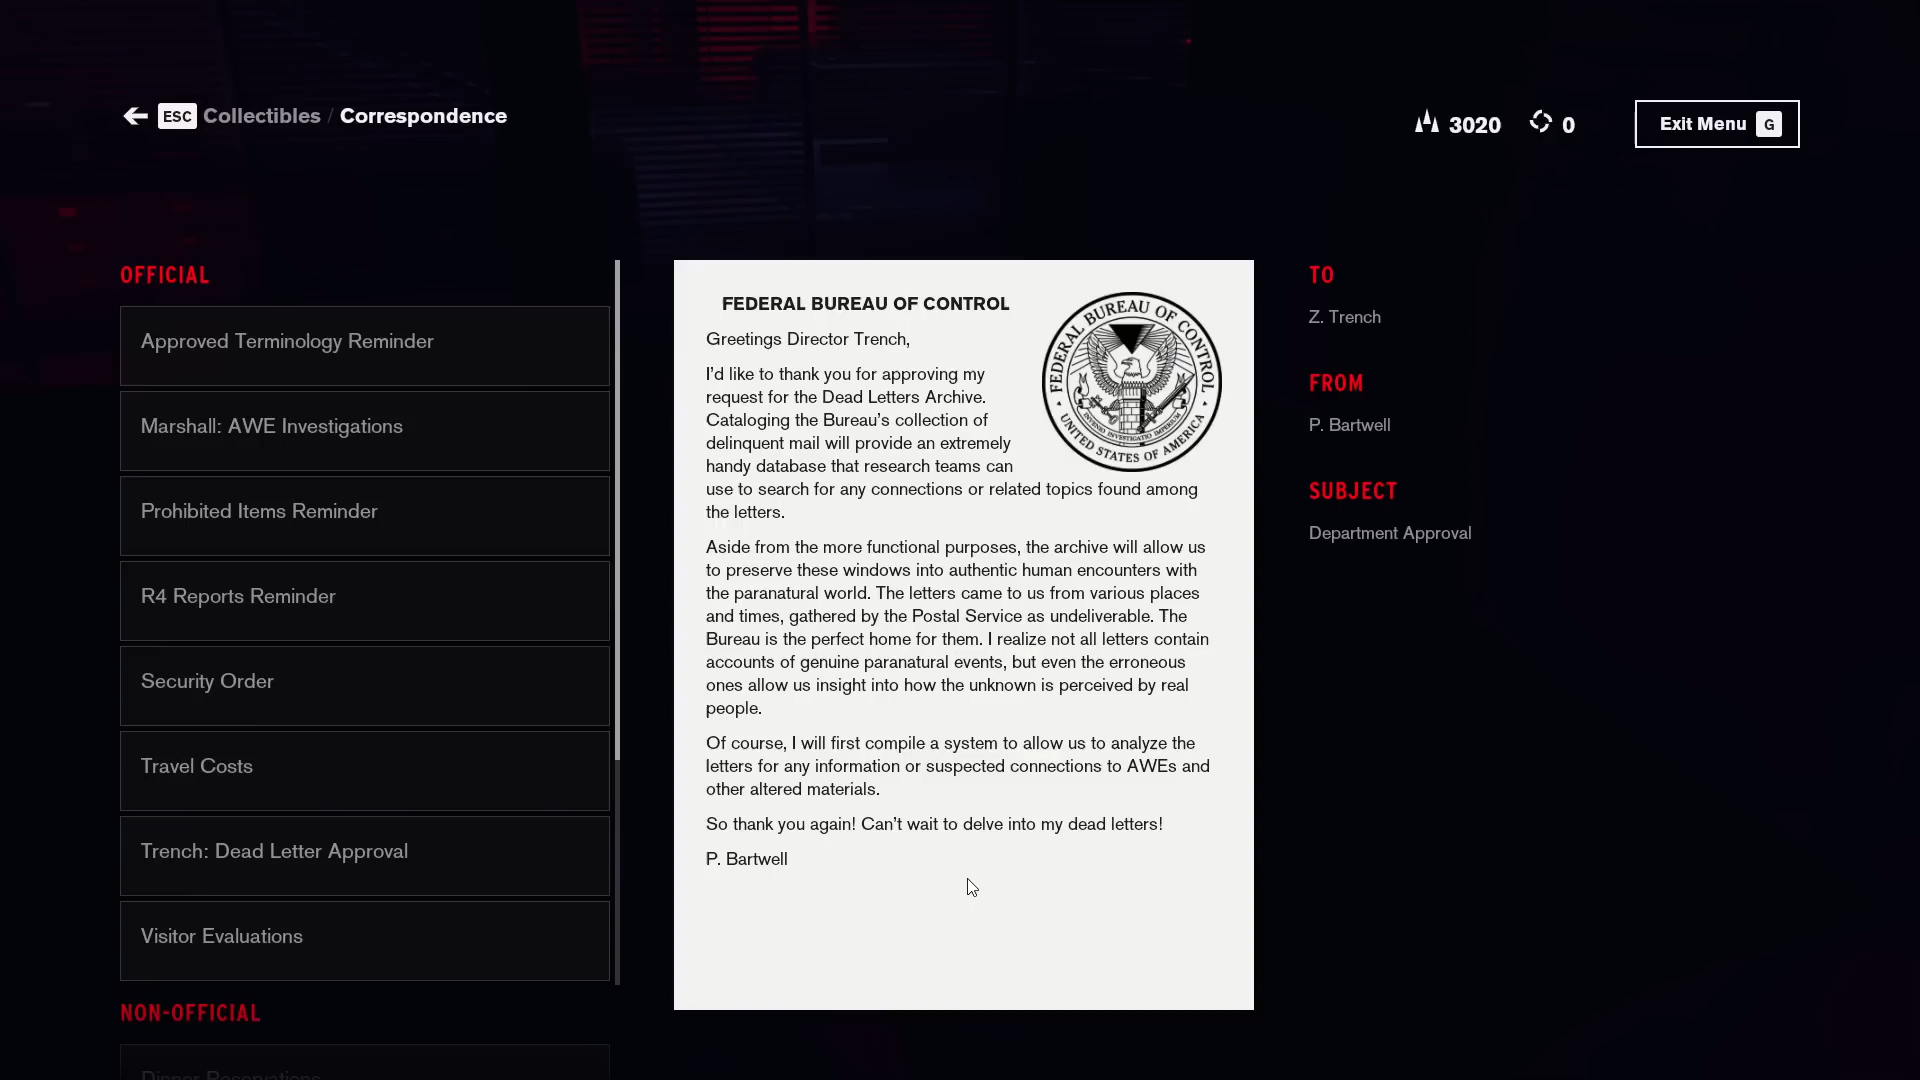 ESC Collectibles / Correspondence
3020
0
Exit Menu G
OFFICIAL
Approved Terminology Reminder
Marshall: AWE Investigations
Prohibited Items Reminder
R4 Reports Reminder
Security Order
Travel Costs
Trench: Dead Letter Approval
Visitor Evaluations
NON-OFFICIAL
Dinner Reservations
FEDERAL BUREAU OF CONTROL
Greetings Director Trench,
I'd like to thank you for approving my
request for the Dead Letters Archive.
Cataloging the Bureau's collection of
delinquent mail will provide an extremely
handy database that research teams can
use to search for any connections or related topics found among
the letters.
Aside from the more functional purposes, the archive will allow us
to preserve these windows into authentic human encounters with
the paranatural world. The letters came to us from various places
and times, gathered by the Postal Service as undeliverable. The
Bureau is the perfect home for them. I realize not all letters contain
accounts of genuine paranatural events, but even the erroneous
ones allow us insight into how the unknown is perceived by real
people.
Of course, I will first compile a system to allow us to analyze the
letters for any information or suspected connections to AWEs and
other altered materials.
So thank you again! Can't wait to delve into my dead letters!
P. Bartwell
FEDERAL BUREAU OF CONTROL
UNITED STATES OF AMERICA
INVENIO INVESTIGATIO IMPERIUM
TO
Z. Trench
FROM
P. Bartwell
SUBJECT
Department Approval